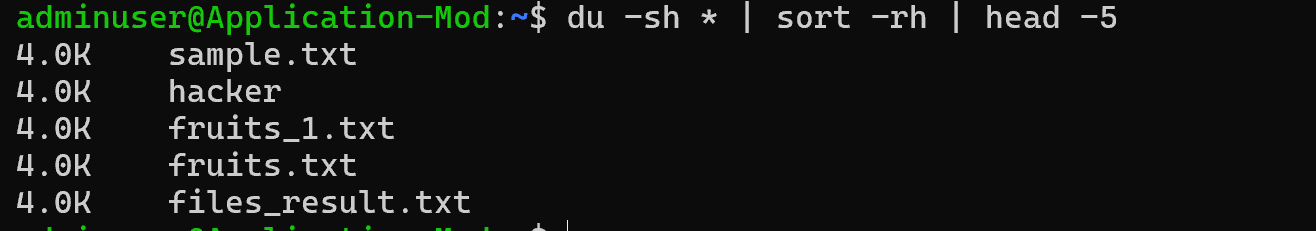 adminuser@Application-Mod:~$ du -sh * | sort -rh | head -5
4.0K    sample.txt
4.0K    hacker
4.0K    fruits_1.txt
4.0K    fruits.txt
4.0K    files_result.txt